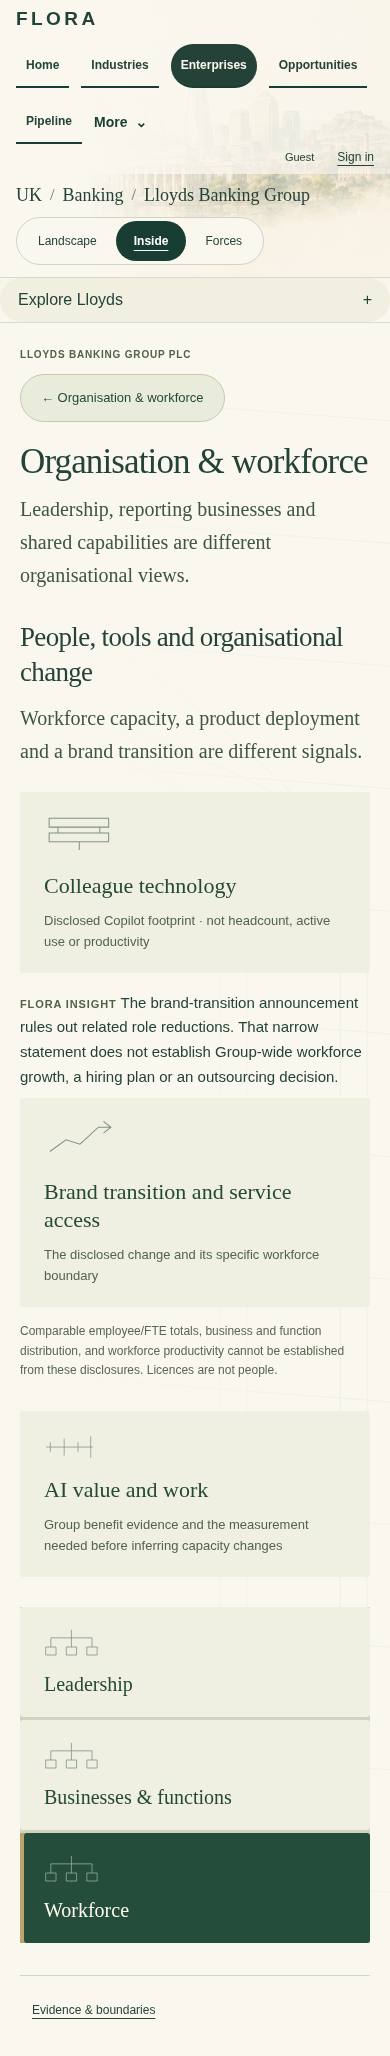 FLORA
Home Industries Enterprises Opportunities
Pipeline More ⌄
Guest Sign in
UK / Banking / Lloyds Banking Group
Landscape Inside Forces
Explore Lloyds +
LLOYDS BANKING GROUP PLC
← Organisation & workforce
Organisation & workforce
Leadership, reporting businesses and
shared capabilities are different
organisational views.
People, tools and organisational
change
Workforce capacity, a product deployment
and a brand transition are different signals.
Colleague technology
Disclosed Copilot footprint · not headcount, active
use or productivity
FLORA INSIGHT The brand-transition announcement
rules out related role reductions. That narrow
statement does not establish Group-wide workforce
growth, a hiring plan or an outsourcing decision.
Brand transition and service
access
The disclosed change and its specific workforce
boundary
Comparable employee/FTE totals, business and function
distribution, and workforce productivity cannot be established
from these disclosures. Licences are not people.
AI value and work
Group benefit evidence and the measurement
needed before inferring capacity changes
Leadership
Businesses & functions
Workforce
Evidence & boundaries